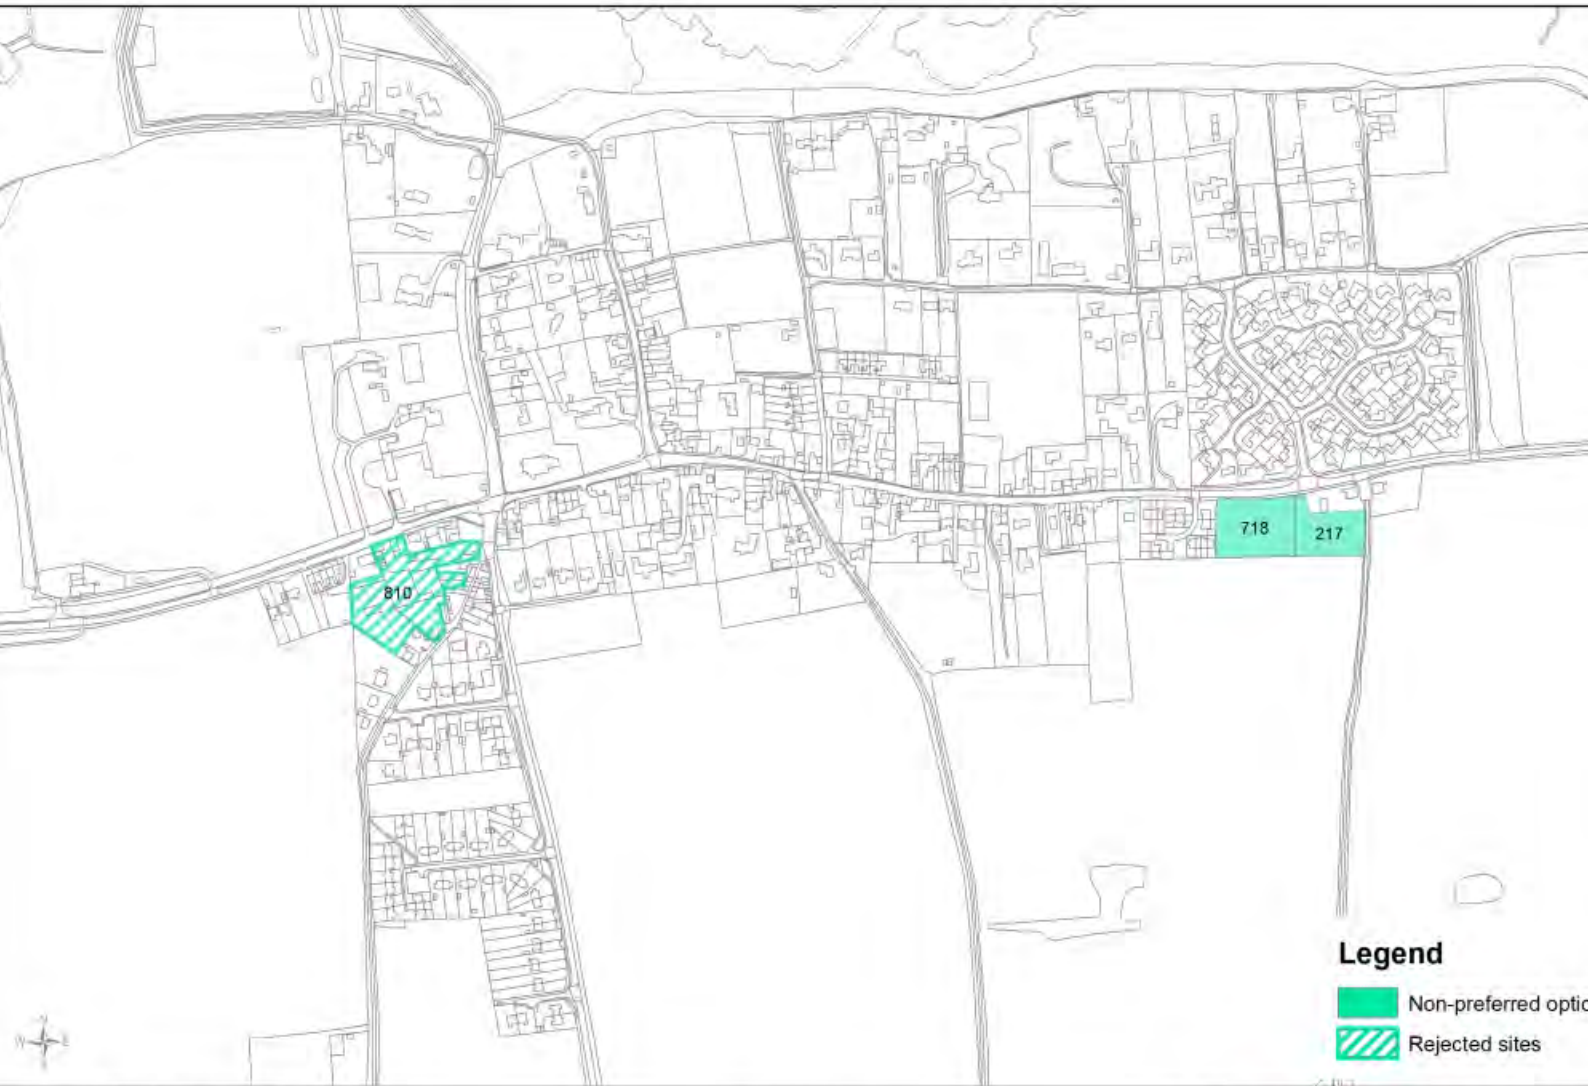 718
217
810
Legend
Non-preferred optio
Rejected sites
N
W E